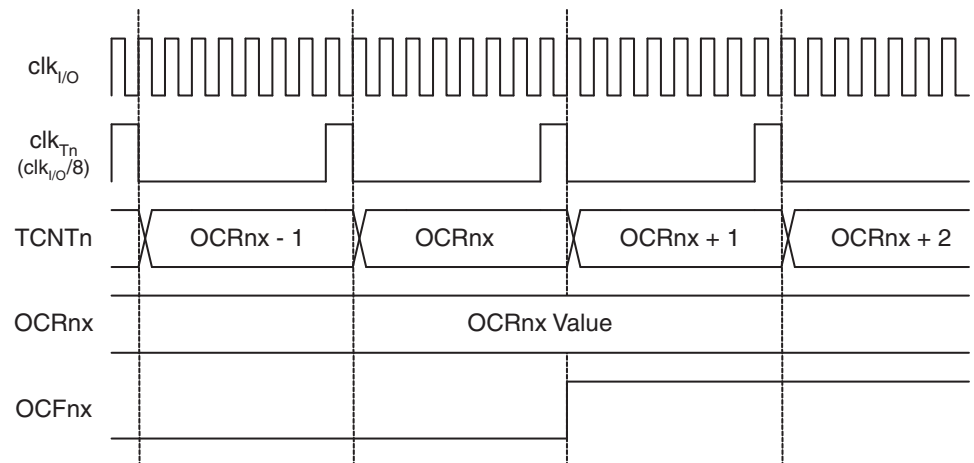 clkI/O
clkTn
(clkI/O/8)
TCNTn
OCRnx - 1
OCRnx
OCRnx + 1
OCRnx + 2
OCRnx
OCRnx Value
OCFnx